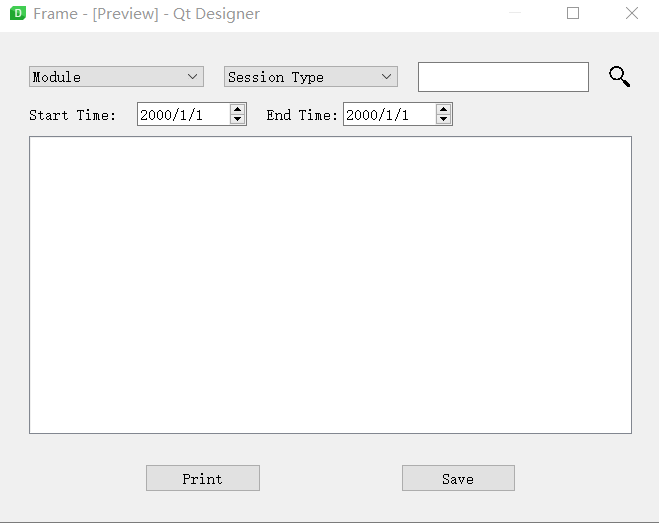 Frame - [Preview] - Qt Designer
Module Session Type
Start Time: 2000/1/1 End Time: 2000/1/1
Print Save